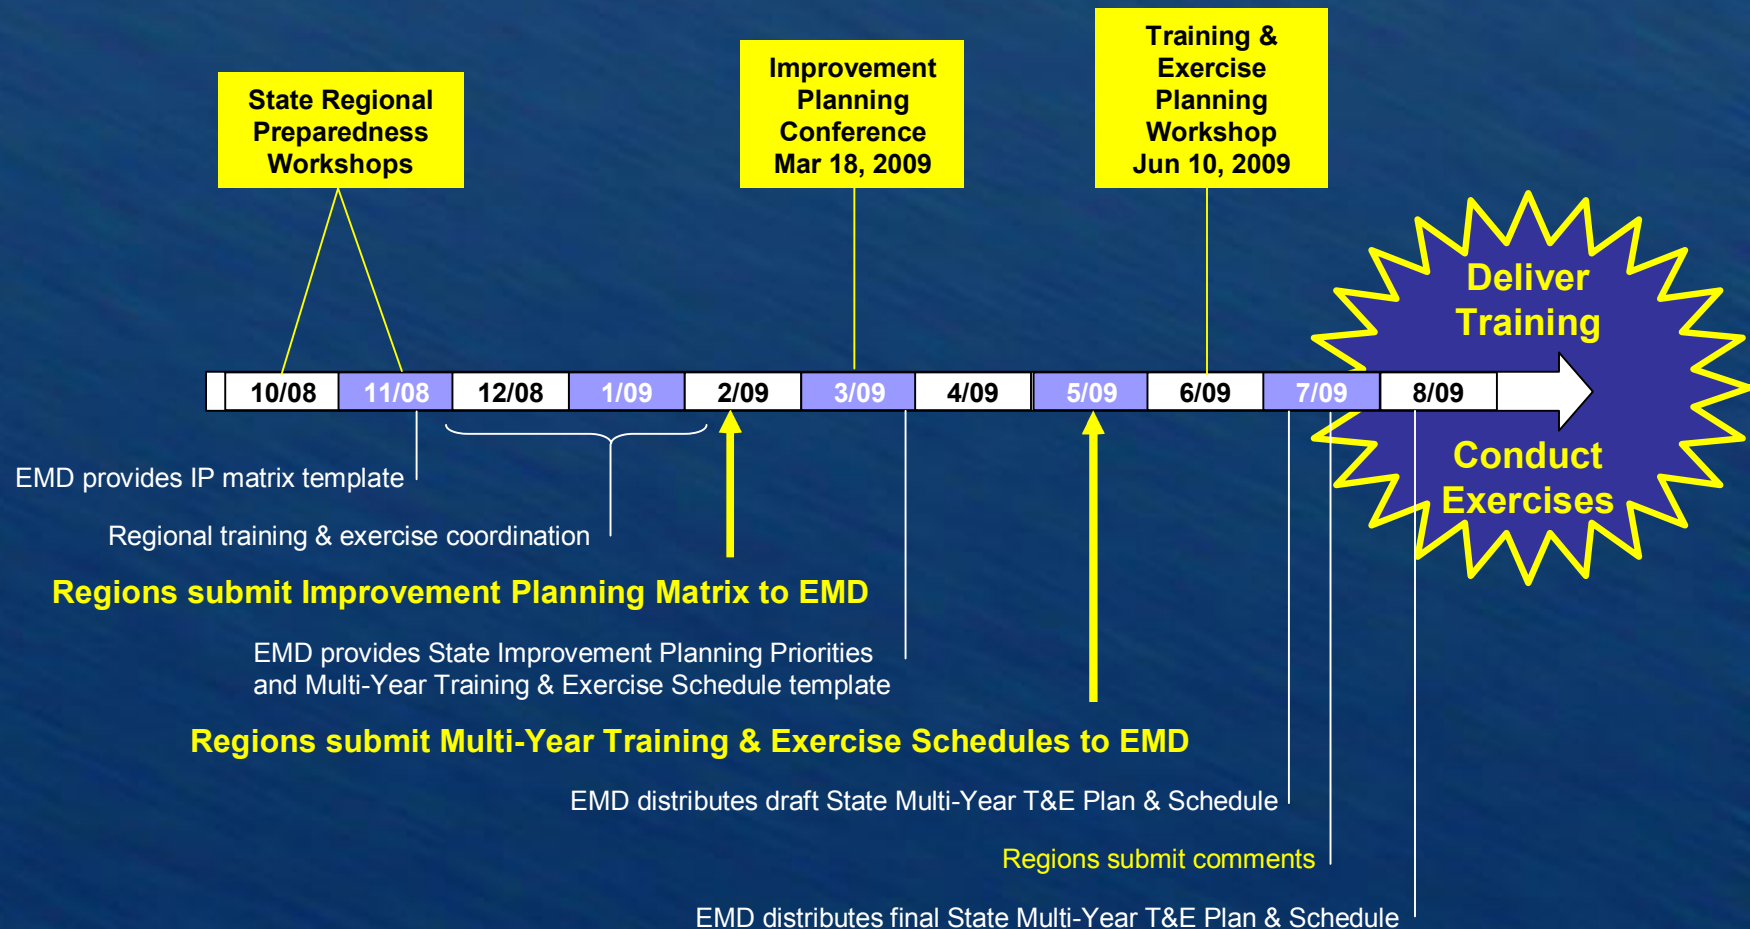 State Regional
Preparedness
Workshops
Improvement
Planning
Conference
Mar 18, 2009
Training &
Exercise
Planning
Workshop
Jun 10, 2009
Deliver
Training
10/08 11/08 12/08 1/09 2/09 3/09 4/09 5/09 6/09 7/09 8/09
Conduct
Exercises
EMD provides IP matrix template
Regional training & exercise coordination
Regions submit Improvement Planning Matrix to EMD
EMD provides State Improvement Planning Priorities
and Multi-Year Training & Exercise Schedule template
Regions submit Multi-Year Training & Exercise Schedules to EMD
EMD distributes draft State Multi-Year T&E Plan & Schedule
Regions submit comments
EMD distributes final State Multi-Year T&E Plan & Schedule